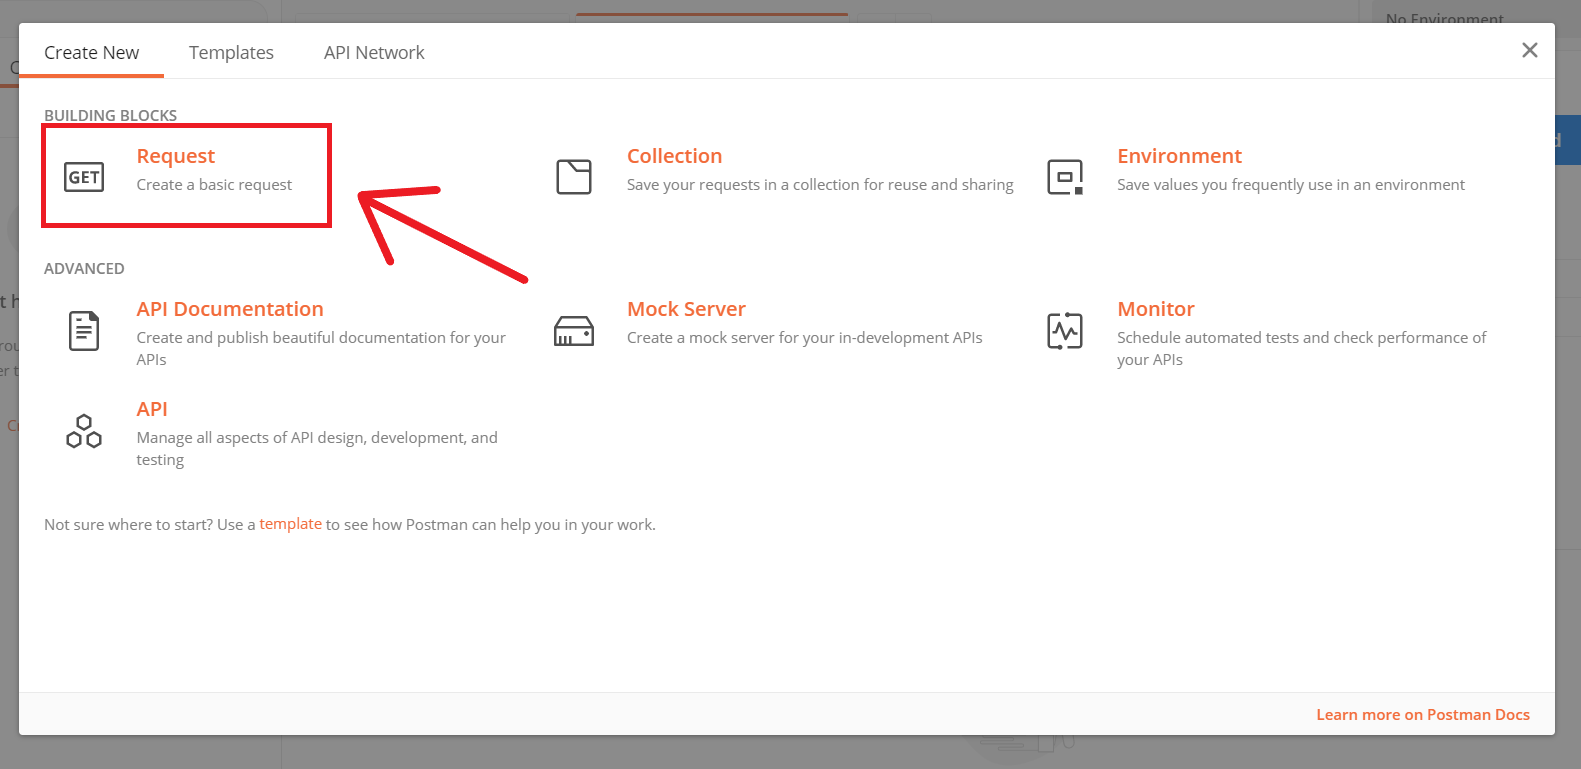 No Environment
Create New
Templates
API Network
BUILDING BLOCKS
GET
Request
Create a basic request
Collection
Save your requests in a collection for reuse and sharing
Environment
Save values you frequently use in an environment
ADVANCED
API Documentation
Create and publish beautiful documentation for your
APIs
Mock Server
Create a mock server for your in-development APIs
Monitor
Schedule automated tests and check performance of
your APIs
API
Manage all aspects of API design, development, and
testing
Not sure where to start? Use a template to see how Postman can help you in your work.
Learn more on Postman Docs